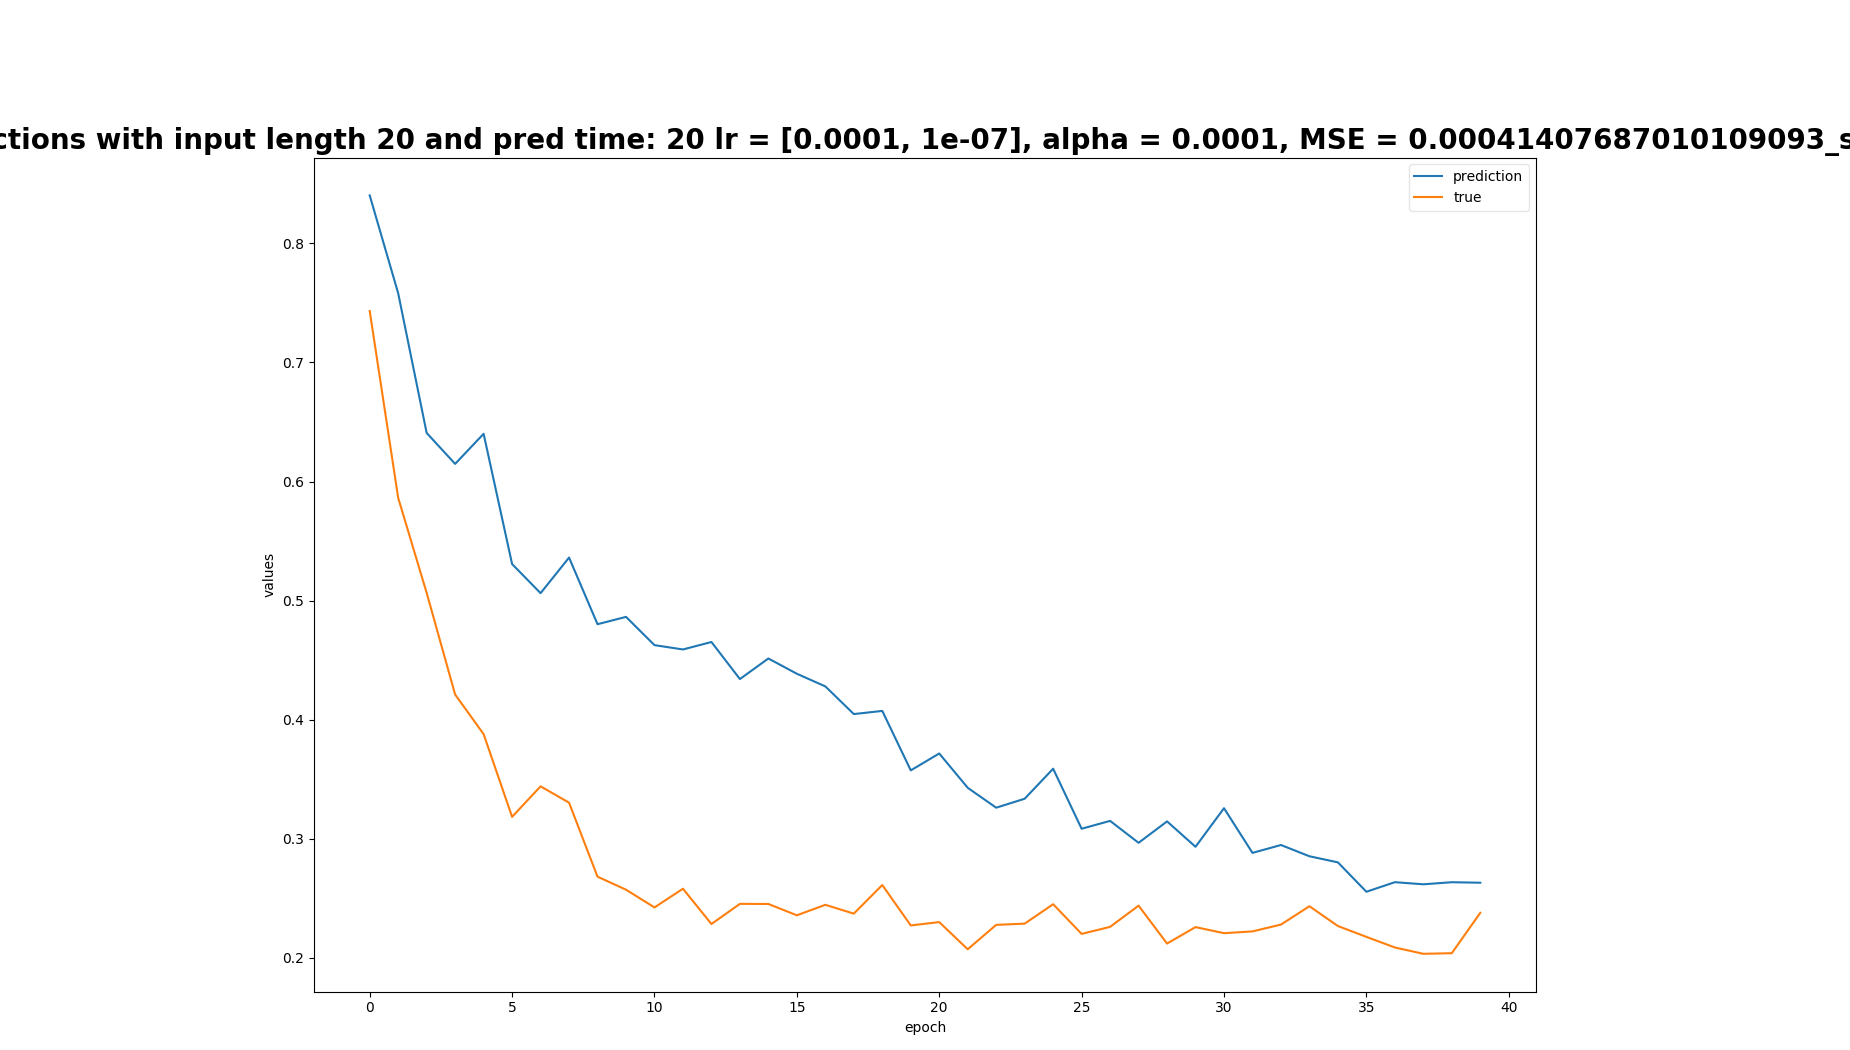 ctions with input length 20 and pred time: 20 lr = [0.0001, 1e-07], alpha = 0.0001, MSE = 0.00041407687010109093_s
prediction
true
0.8
0.7
0.6
0.5
0.4
0.3
0.2
values
0 5 10 15 20 25 30 35 40
epoch